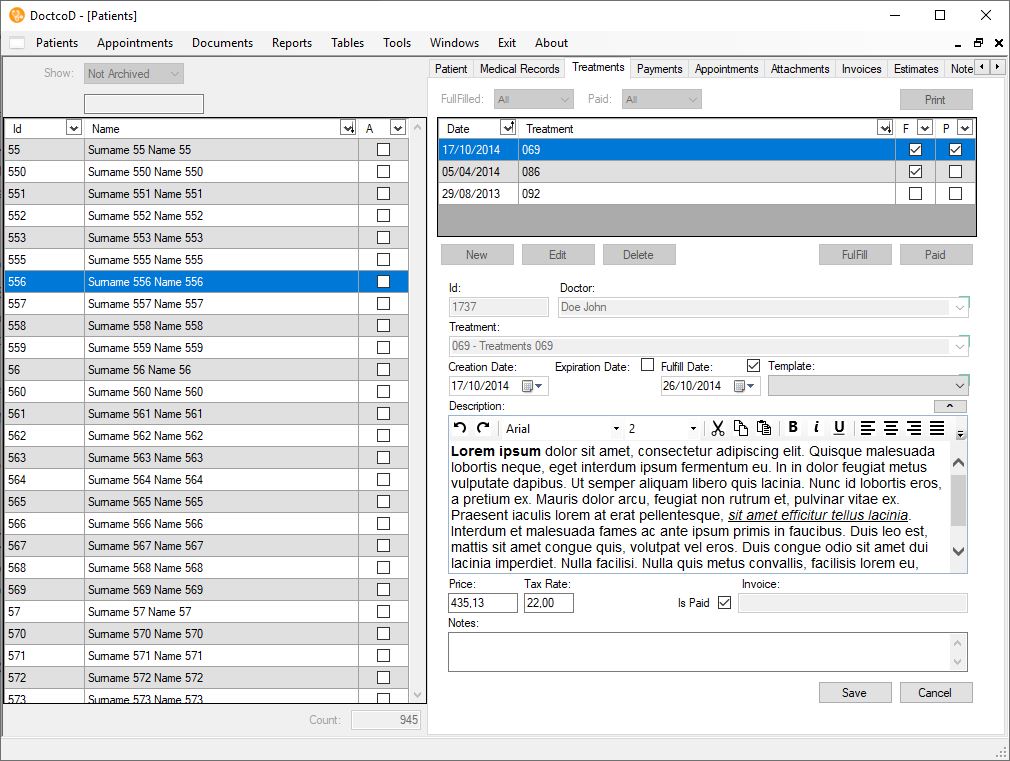 DoctcoD - [Patients]
Patients Appointments Documents Reports Tables Tools Windows Exit About
Show: Not Archived
Id Name A
55 Surname 55 Name 55
550 Surname 550 Name 550
551 Surname 551 Name 551
552 Surname 552 Name 552
553 Surname 553 Name 553
555 Surname 555 Name 555
556 Surname 556 Name 556
557 Surname 557 Name 557
558 Surname 558 Name 558
559 Surname 559 Name 559
56 Surname 56 Name 56
560 Surname 560 Name 560
561 Surname 561 Name 561
562 Surname 562 Name 562
563 Surname 563 Name 563
564 Surname 564 Name 564
565 Surname 565 Name 565
566 Surname 566 Name 566
567 Surname 567 Name 567
568 Surname 568 Name 568
569 Surname 569 Name 569
57 Surname 57 Name 57
570 Surname 570 Name 570
571 Surname 571 Name 571
572 Surname 572 Name 572
573 Surname 573 Name 573
Count: 945
Patient Medical Records Treatments Payments Appointments Attachments Invoices Estimates Note
FullFilled: All Paid: All Print
Date Treatment F P
17/10/2014 069
05/04/2014 086
29/08/2013 092
New Edit Delete FulFill Paid
Id: Doctor:
1737 Doe John
Treatment:
069 - Treatments 069
Creation Date: Expiration Date: Fulfill Date: Template:
17/10/2014 26/10/2014
Description:
Arial 2 B i U
Lorem ipsum dolor sit amet, consectetur adipiscing elit. Quisque malesuada
lobortis neque, eget interdum ipsum fermentum eu. In in dolor feugiat metus
vulputate dapibus. Ut semper aliquam libero quis lacinia. Nunc id lobortis eros,
a pretium ex. Mauris dolor arcu, feugiat non rutrum et, pulvinar vitae ex.
Praesent iaculis lorem at erat pellentesque, sit amet efficitur tellus lacinia.
Interdum et malesuada fames ac ante ipsum primis in faucibus. Duis leo est,
mattis sit amet congue quis, volutpat vel eros. Duis congue odio sit amet dui
lacinia imperdiet. Nulla facilisi. Nulla quis metus convallis, facilisis lorem eu,
Price: Tax Rate: Invoice:
435,13 22,00 Is Paid
Notes:
Save Cancel